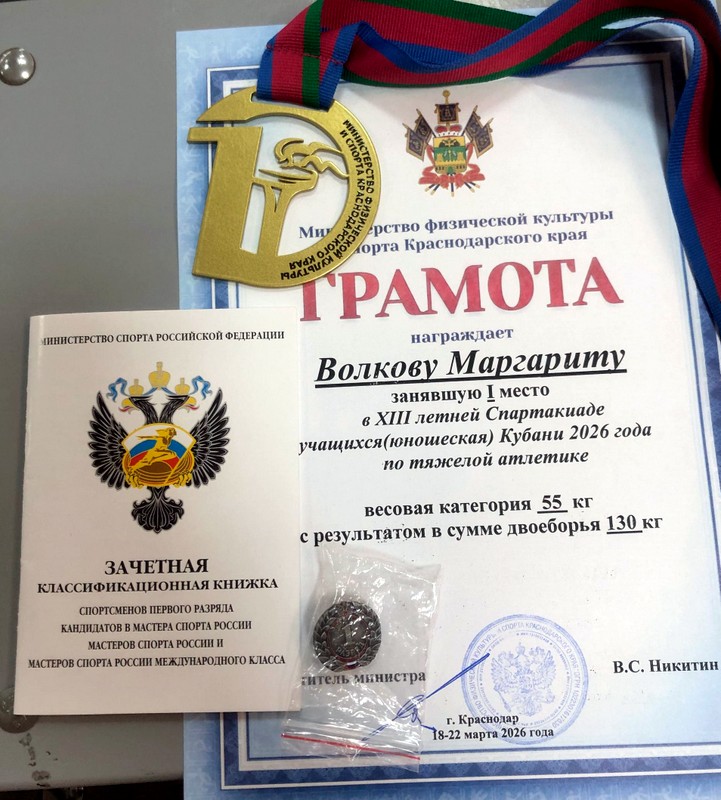 МИНИСТЕРСТВО ФИЗИЧЕСКОЙ КУЛЬТУРЫ
И СПОРТА КРАСНОДАРСКОГО КРАЯ
физической культуры
спорта Краснодарского края
ГРАМОТА
награждает
Волкову Маргариту
занявшую I место
в XIII летней Спартакиаде
учащихся(юношеская) Кубани 2026 года
по тяжелой атлетике
весовая категория 55 кг
с результатом в сумме двоеборья 130 кг
министра
В.С. Никитин
г. Краснодар
18-22 марта 2026 года
МИНИСТЕРСТВО СПОРТА РОССИЙСКОЙ ФЕДЕРАЦИИ
ЗАЧЕТНАЯ
КЛАССИФИКАЦИОННАЯ КНИЖКА
СПОРТСМЕНОВ ПЕРВОГО РАЗРЯДА
КАНДИДАТОВ В МАСТЕРА СПОРТА РОССИИ
МАСТЕРОВ СПОРТА РОССИИ И
МАСТЕРОВ СПОРТА РОССИИ МЕЖДУНАРОДНОГО КЛАССА